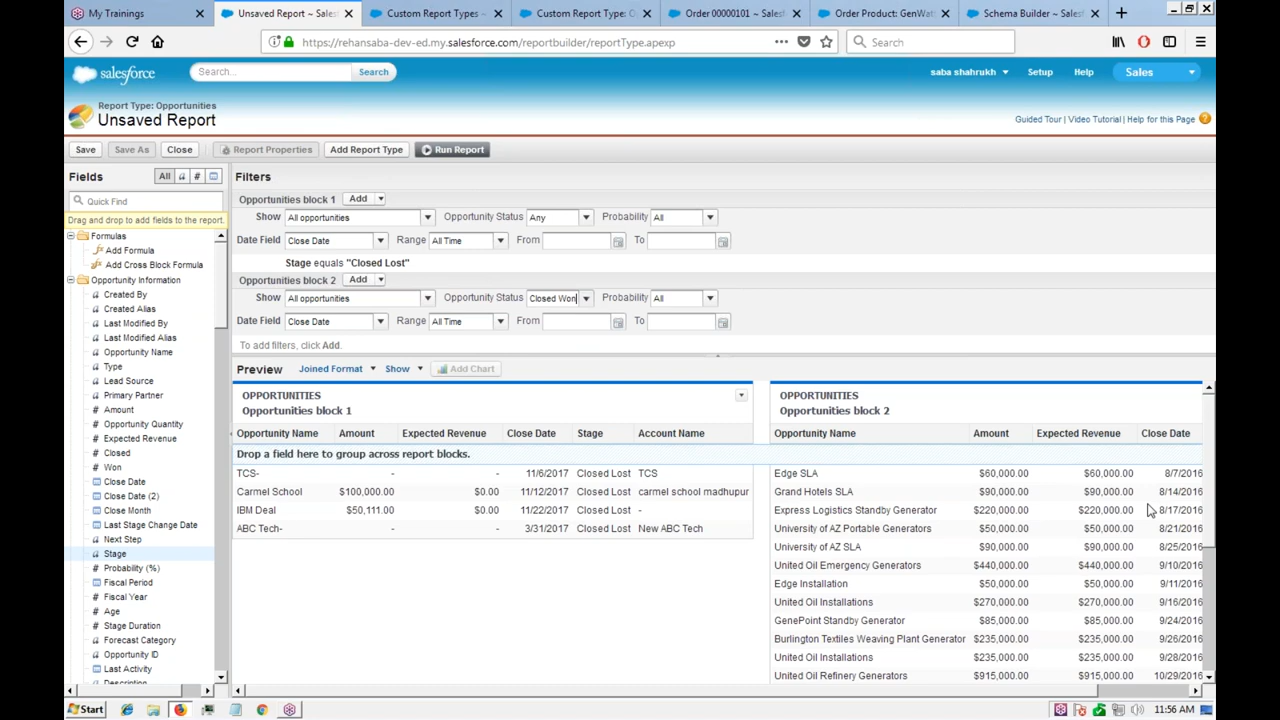 My Trainings
Unsaved Report ~ Sales
Custom Report Types ~
Custom Report Type: O
Order 00000101 ~ Salesf
Order Product: GenWatt
Schema Builder ~ Salesfo
https://rehansaba-dev-ed.my.salesforce.com/reportbuilder/reportType.apexp
Search
salesforce
Search...
Search
saba shahrukh
Setup
Help
Sales
Report Type: Opportunities
Unsaved Report
Guided Tour | Video Tutorial | Help for this Page
Save
Save As
Close
Report Properties
Add Report Type
Run Report
Fields
All
#
Quick Find
Drag and drop to add fields to the report.
Formulas
Add Formula
Add Cross Block Formula
Opportunity Information
a Created By
a Created Alias
a Last Modified By
a Last Modified Alias
a Opportunity Name
a Type
a Lead Source
a Primary Partner
# Amount
# Opportunity Quantity
# Expected Revenue
# Closed
# Won
Close Date
Close Date (2)
Close Month
Last Stage Change Date
a Next Step
a Stage
# Probability (%)
Fiscal Period
# Fiscal Year
# Age
# Stage Duration
a Forecast Category
a Opportunity ID
Last Activity
Description
Filters
Opportunities block 1 Add
Show All opportunities Opportunity Status Any Probability All
Date Field Close Date Range All Time From To
Stage equals "Closed Lost"
Opportunities block 2 Add
Show All opportunities Opportunity Status Closed Won Probability All
Date Field Close Date Range All Time From To
To add filters, click Add.
Preview Joined Format Show Add Chart
OPPORTUNITIES
Opportunities block 1
Opportunity Name Amount Expected Revenue Close Date Stage Account Name
Drop a field here to group across report blocks.
TCS- - - 11/6/2017 Closed Lost TCS
Carmel School $100,000.00 $0.00 11/12/2017 Closed Lost carmel school madhupur
IBM Deal $50,111.00 $0.00 11/22/2017 Closed Lost -
ABC Tech- - - 3/31/2017 Closed Lost New ABC Tech
OPPORTUNITIES
Opportunities block 2
Opportunity Name Amount Expected Revenue Close Date
Edge SLA $60,000.00 $60,000.00 8/7/2016
Grand Hotels SLA $90,000.00 $90,000.00 8/14/2016
Express Logistics Standby Generator $220,000.00 $220,000.00 8/17/2016
University of AZ Portable Generators $50,000.00 $50,000.00 8/21/2016
University of AZ SLA $90,000.00 $90,000.00 8/25/2016
United Oil Emergency Generators $440,000.00 $440,000.00 9/10/2016
Edge Installation $50,000.00 $50,000.00 9/11/2016
United Oil Installations $270,000.00 $270,000.00 9/16/2016
GenePoint Standby Generator $85,000.00 $85,000.00 9/24/2016
Burlington Textiles Weaving Plant Generator $235,000.00 $235,000.00 9/26/2016
United Oil Installations $235,000.00 $235,000.00 9/28/2016
United Oil Refinery Generators $915,000.00 $915,000.00 10/29/2016
Start
11:56 AM